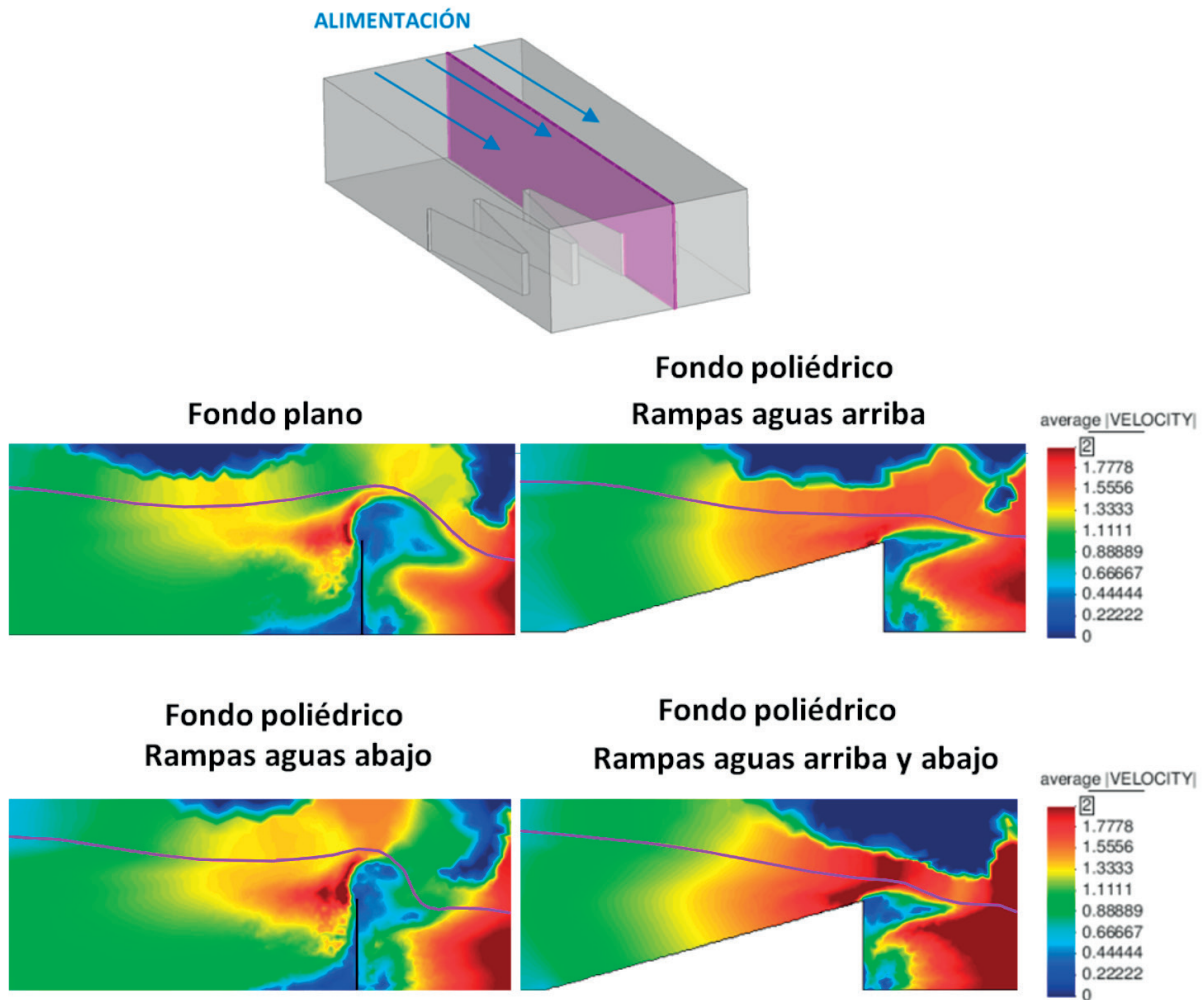 ALIMENTACIÓN
Fondo plano
Fondo poliédrico
Rampas aguas arriba
average |VELOCITY|
2
1.7778
1.5556
1.3333
1.1111
0.88889
0.66667
0.44444
0.22222
0
Fondo poliédrico
Rampas aguas abajo
Fondo poliédrico
Rampas aguas arriba y abajo
average |VELOCITY|
2
1.7778
1.5556
1.3333
1.1111
0.88889
0.66667
0.44444
0.22222
0